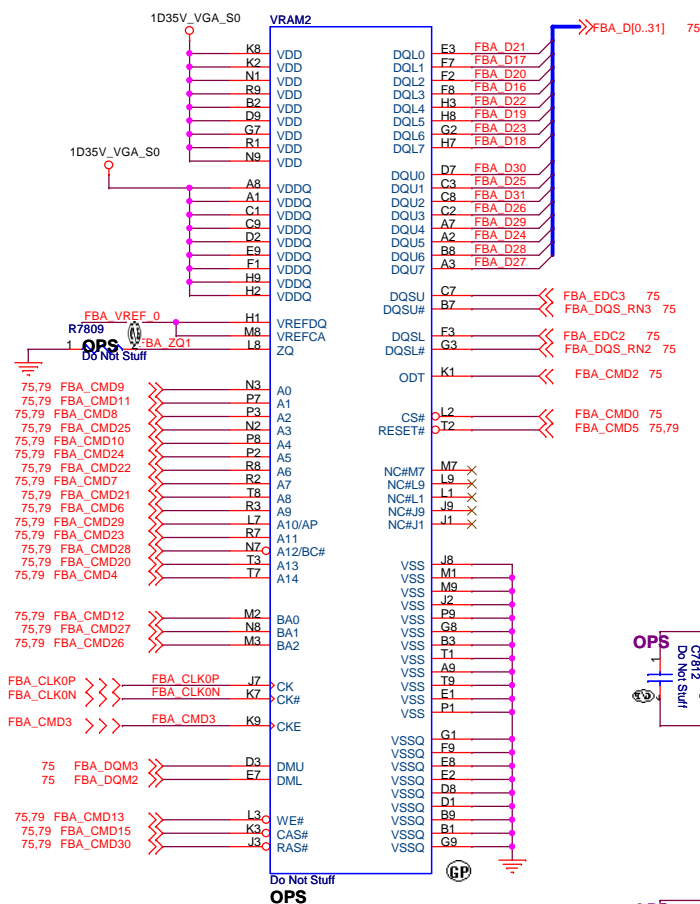 1D35V_VGA_S0
VRAM2
FBA_D[0..31] 75
K8 VDD
K2 VDD
N1 VDD
R9 VDD
B2 VDD
D9 VDD
G7 VDD
R1 VDD
N9 VDD
1D35V_VGA_S0
A8 VDDQ
A1 VDDQ
C1 VDDQ
C9 VDDQ
D2 VDDQ
E9 VDDQ
F1 VDDQ
H9 VDDQ
H2 VDDQ
FBA_VREF_0 H1 VREFDQ
M8 VREFCA
R7809
1 OPS FBA_ZQ1 L8 ZQ
Do Not Stuff
75,79 FBA_CMD9 N3 A0
75,79 FBA_CMD11 P7 A1
75,79 FBA_CMD8 P3 A2
75,79 FBA_CMD25 N2 A3
75,79 FBA_CMD10 P8 A4
75,79 FBA_CMD24 P2 A5
75,79 FBA_CMD22 R8 A6
75,79 FBA_CMD7 R2 A7
75,79 FBA_CMD21 T8 A8
75,79 FBA_CMD6 R3 A9
75,79 FBA_CMD29 L7 A10/AP
75,79 FBA_CMD23 R7 A11
75,79 FBA_CMD28 N7 A12/BC#
75,79 FBA_CMD20 T3 A13
75,79 FBA_CMD4 T7 A14
75,79 FBA_CMD12 M2 BA0
75,79 FBA_CMD27 N8 BA1
75,79 FBA_CMD26 M3 BA2
FBA_CLK0P FBA_CLK0P J7 CK
FBA_CLK0N FBA_CLK0N K7 CK#
FBA_CMD3 FBA_CMD3 K9 CKE
75 FBA_DQM3 D3 DMU
75 FBA_DQM2 E7 DML
75,79 FBA_CMD13 L3 WE#
75,79 FBA_CMD15 K3 CAS#
75,79 FBA_CMD30 J3 RAS#
DQL0 E3 FBA_D21
DQL1 F7 FBA_D17
DQL2 F2 FBA_D20
DQL3 F8 FBA_D16
DQL4 H3 FBA_D22
DQL5 H8 FBA_D19
DQL6 G2 FBA_D23
DQL7 H7 FBA_D18
DQU0 D7 FBA_D30
DQU1 C3 FBA_D25
DQU2 C8 FBA_D31
DQU3 C2 FBA_D26
DQU4 A7 FBA_D29
DQU5 A2 FBA_D24
DQU6 B8 FBA_D28
DQU7 A3 FBA_D27
DQSU C7 FBA_EDC3 75
DQSU# B7 FBA_DQS_RN3 75
DQSL F3 FBA_EDC2 75
DQSL# G3 FBA_DQS_RN2 75
ODT K1 FBA_CMD2 75
CS# L2 FBA_CMD0 75
RESET# T2 FBA_CMD5 75,79
NC#M7 M7
NC#L9 L9
NC#L1 L1
NC#J9 J9
NC#J1 J1
VSS J8
VSS M1
VSS M9
VSS J2
VSS P9
VSS G8
VSS B3
VSS T1
VSS A9
VSS T9
VSS E1
VSS P1
VSSQ G1
VSSQ F9
VSSQ E8
VSSQ E2
VSSQ D8
VSSQ D1
VSSQ B9
VSSQ B1
VSSQ G9
GP
Do Not Stuff
OPS
OPS
1
C7812
Do Not Stuff